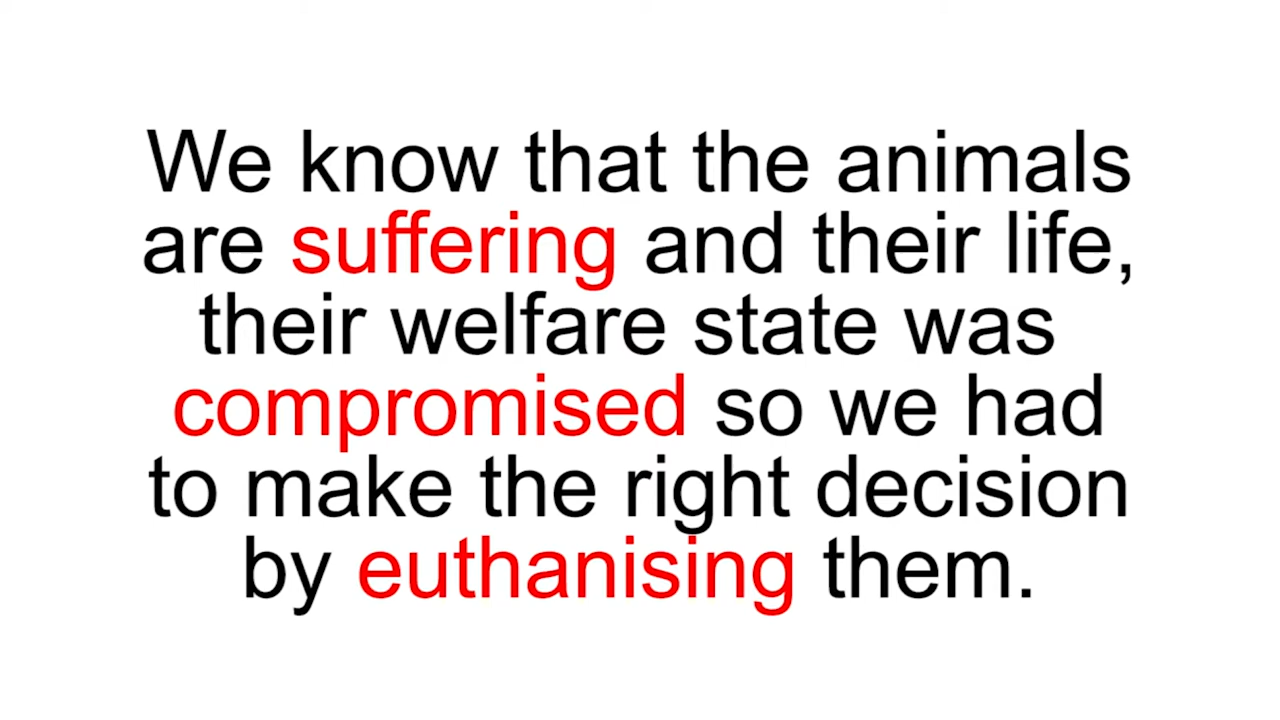 We know that the animals
are suffering and their life,
their welfare state was
compromised so we had
to make the right decision
by euthanising them.